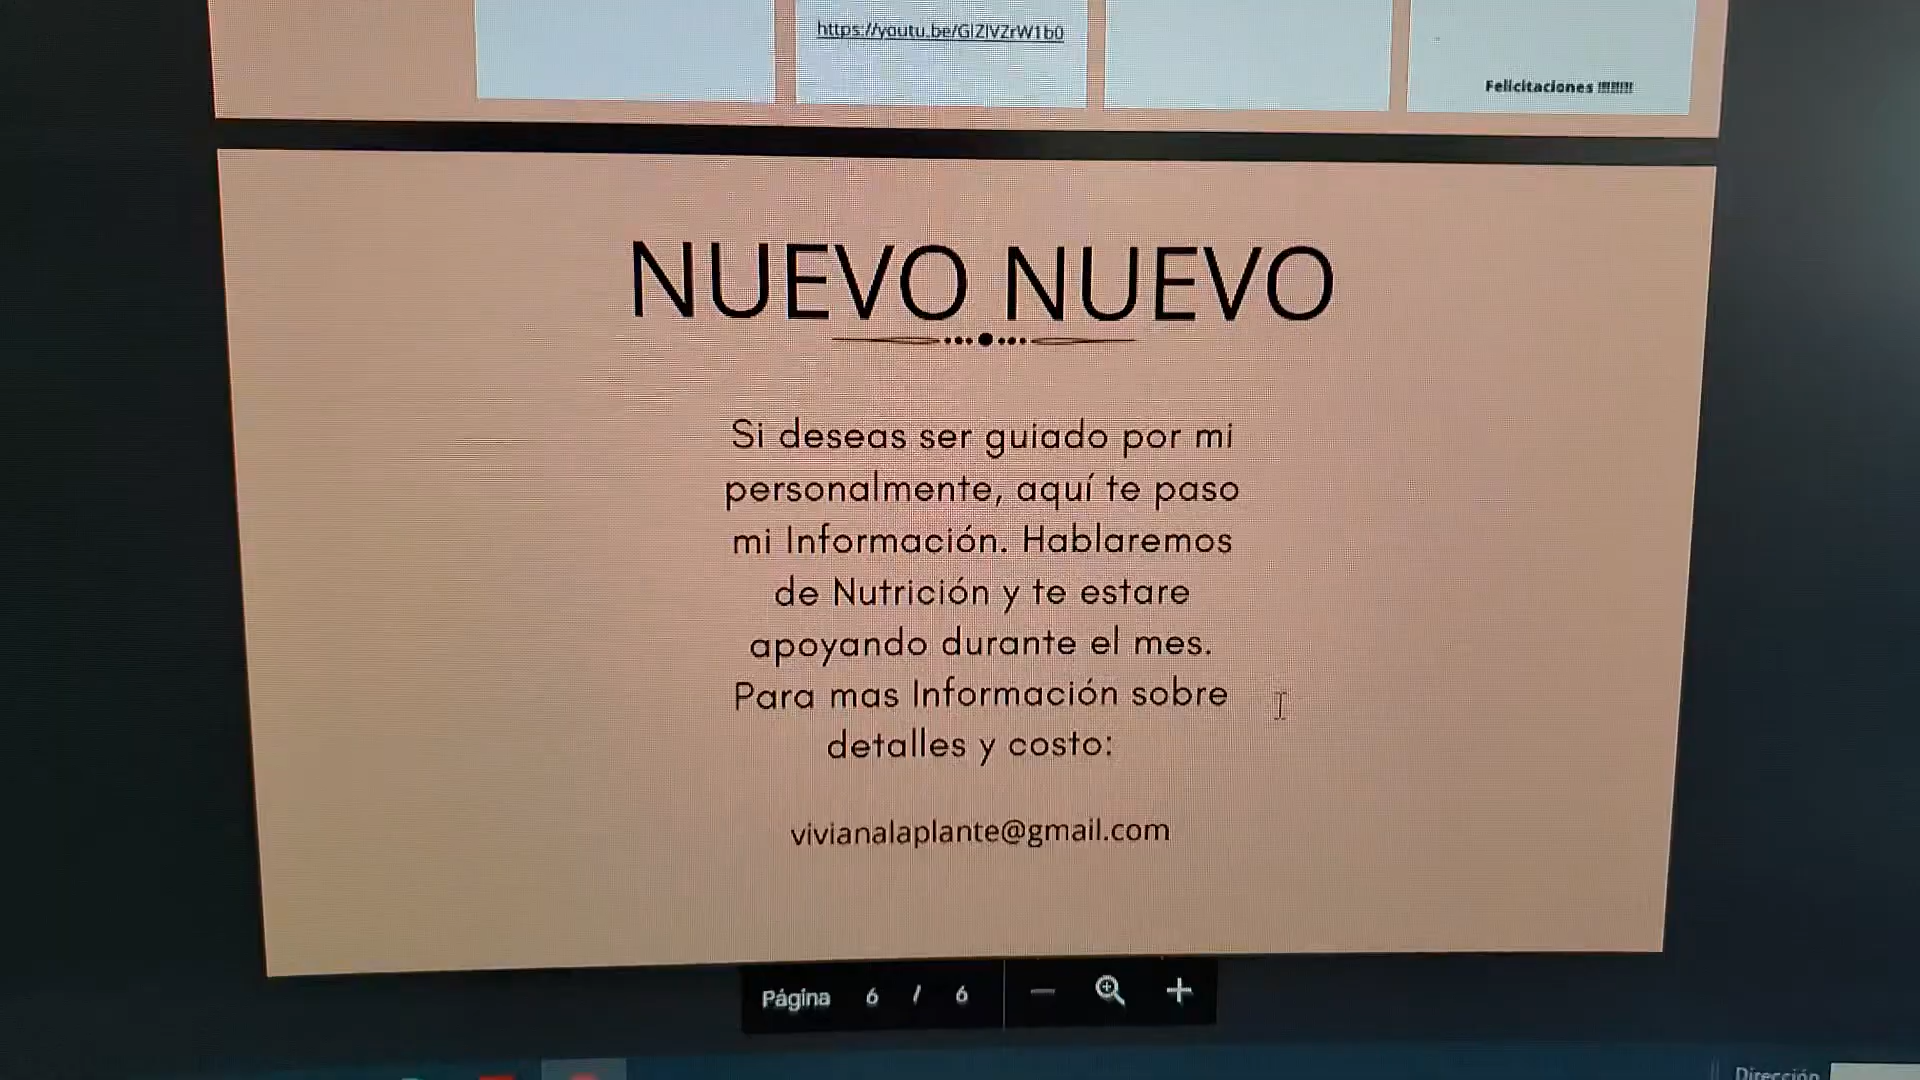 https://youtu.be/GlZlVZrW1b0
Felicitaciones !!!!!!!!!
NUEVO NUEVO
Si deseas ser guiado por mi
personalmente, aquí te paso
mi Información. Hablaremos
de Nutrición y te estare
apoyando durante el mes.
Para mas Información sobre
detalles y costo:
vivianalaplante@gmail.com
Página 6 / 6
Dirección